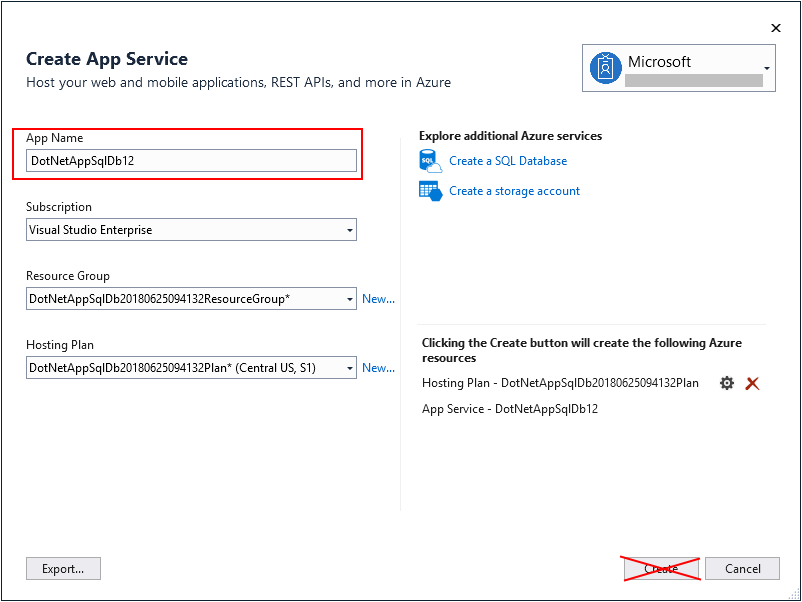 Create App Service
Host your web and mobile applications, REST APIs, and more in Azure
Microsoft
App Name
DotNetAppSqlDb12
Subscription
Visual Studio Enterprise
Resource Group
DotNetAppSqlDb20180625094132ResourceGroup*
New...
Hosting Plan
DotNetAppSqlDb20180625094132Plan* (Central US, S1)
New...
Explore additional Azure services
SQL
Create a SQL Database
Create a storage account
Clicking the Create button will create the following Azure
resources
Hosting Plan - DotNetAppSqlDb20180625094132Plan
App Service - DotNetAppSqlDb12
Export...
Create
Cancel